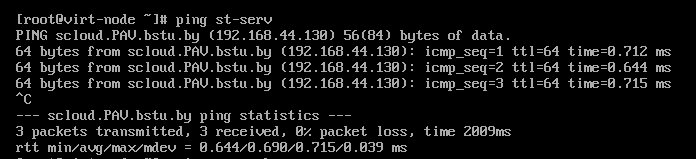 [root@virt-node ~]# ping st-serv
PING scloud.PAV.bstu.by (192.168.44.130) 56(84) bytes of data.
64 bytes from scloud.PAV.bstu.by (192.168.44.130): icmp_seq=1 ttl=64 time=0.712 ms
64 bytes from scloud.PAV.bstu.by (192.168.44.130): icmp_seq=2 ttl=64 time=0.644 ms
64 bytes from scloud.PAV.bstu.by (192.168.44.130): icmp_seq=3 ttl=64 time=0.715 ms
^C
--- scloud.PAV.bstu.by ping statistics ---
3 packets transmitted, 3 received, 0% packet loss, time 2009ms
rtt min/avg/max/mdev = 0.644/0.690/0.715/0.039 ms